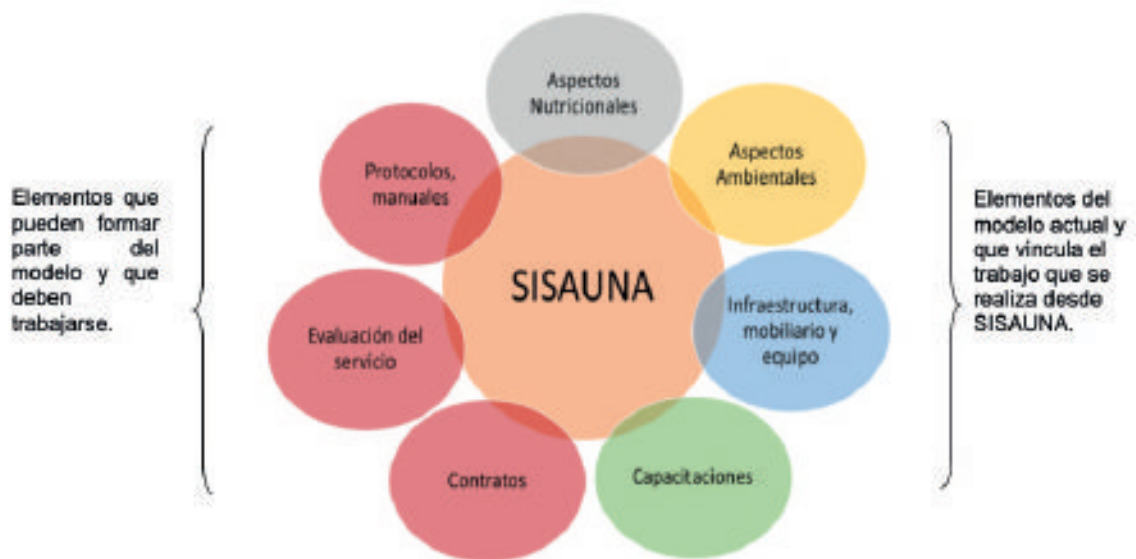 Elementos que
pueden formar
parte del
modelo y que
deben
trabajarse.
Aspectos
Nutricionales
Protocolos,
manuales
Aspectos
Ambientales
SISAUNA
Evaluación del
servicio
Infraestructura,
mobiliario y
equipo
Contratos
Capacitaciones
Elementos del
modelo actual y
que vincula el
trabajo que se
realiza desde
SISAUNA.